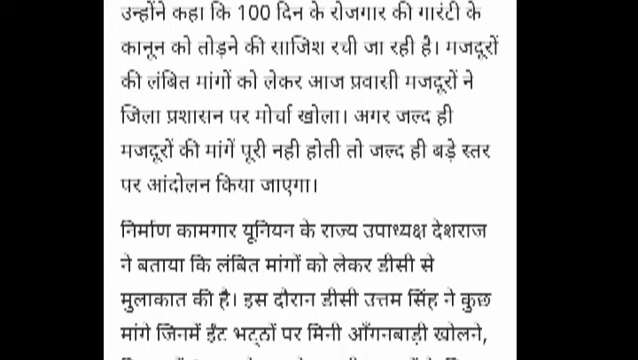 उन्होंने कहा कि 100 दिन के रोजगार की गारंटी के
कानून को तोड़ने की साजिश रची जा रही है। मजदूरों
की लंबित मांगों को लेकर आज प्रवासी मजदूरों ने
जिला प्रशासन पर मोर्चा खोला। अगर जल्द ही
मजदूरों की मांगें पूरी नही होती तो जल्द ही बड़े स्तर
पर आंदोलन किया जाएगा।
निर्माण कामगार यूनियन के राज्य उपाध्यक्ष देशराज
ने बताया कि लंबित मांगों को लेकर डीसी से
मुलाकात की है। इस दौरान डीसी उत्तम सिंह ने कुछ
मांगे जिनमें ईंट भट्ठों पर मिनी आँगनबाड़ी खोलने,